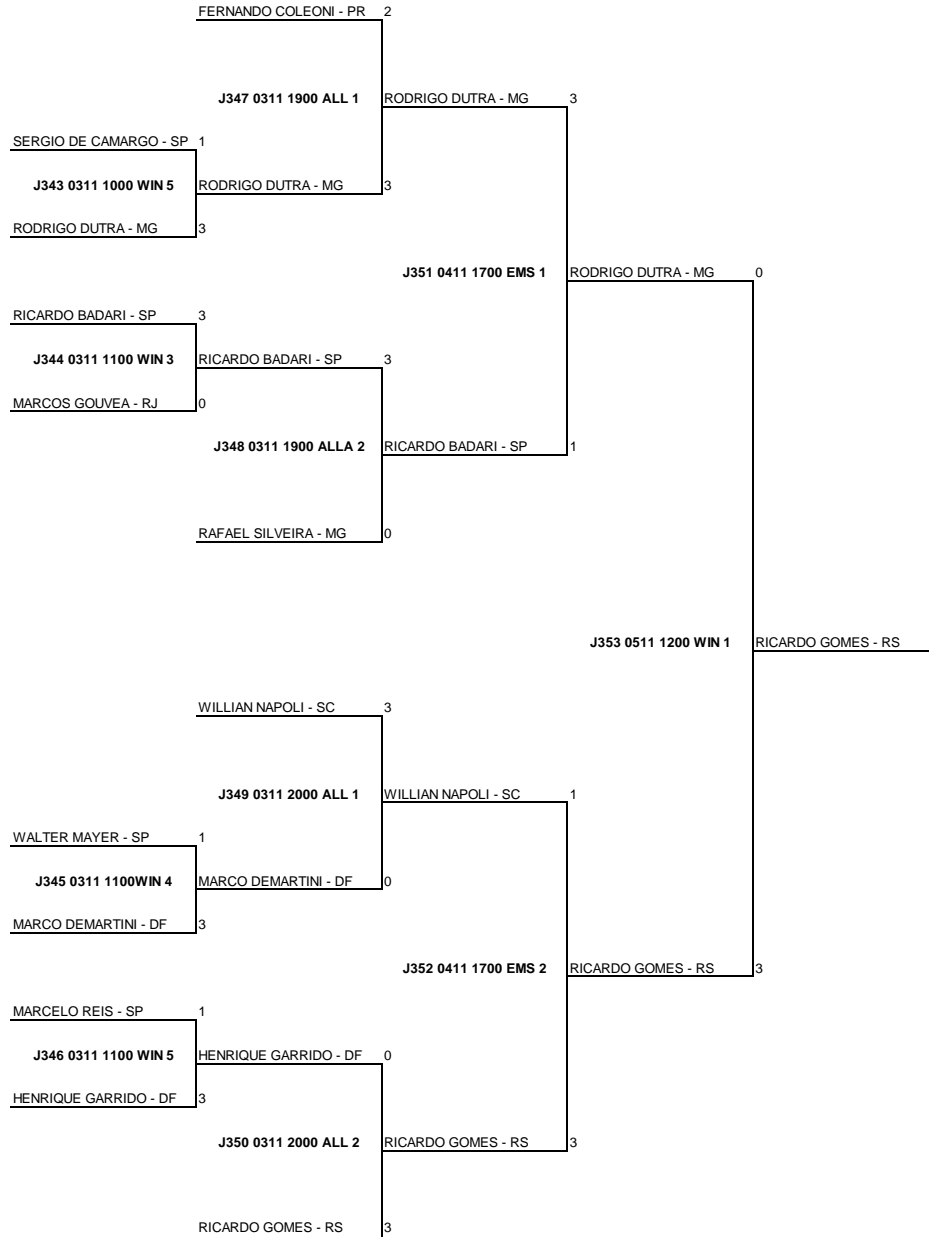 FERNANDO COLEONI - PR 2
J347 0311 1900 ALL 1 RODRIGO DUTRA - MG 3
SERGIO DE CAMARGO - SP 1
J343 0311 1000 WIN 5 RODRIGO DUTRA - MG 3
RODRIGO DUTRA - MG 3
J351 0411 1700 EMS 1 RODRIGO DUTRA - MG 0
RICARDO BADARI - SP 3
J344 0311 1100 WIN 3 RICARDO BADARI - SP 3
MARCOS GOUVEA - RJ 0
J348 0311 1900 ALLA 2 RICARDO BADARI - SP 1
RAFAEL SILVEIRA - MG 0
J353 0511 1200 WIN 1 RICARDO GOMES - RS
WILLIAN NAPOLI - SC 3
J349 0311 2000 ALL 1 WILLIAN NAPOLI - SC 1
WALTER MAYER - SP 1
J345 0311 1100WIN 4 MARCO DEMARTINI - DF 0
MARCO DEMARTINI - DF 3
J352 0411 1700 EMS 2 RICARDO GOMES - RS 3
MARCELO REIS - SP 1
J346 0311 1100 WIN 5 HENRIQUE GARRIDO - DF 0
HENRIQUE GARRIDO - DF 3
J350 0311 2000 ALL 2 RICARDO GOMES - RS 3
RICARDO GOMES - RS 3